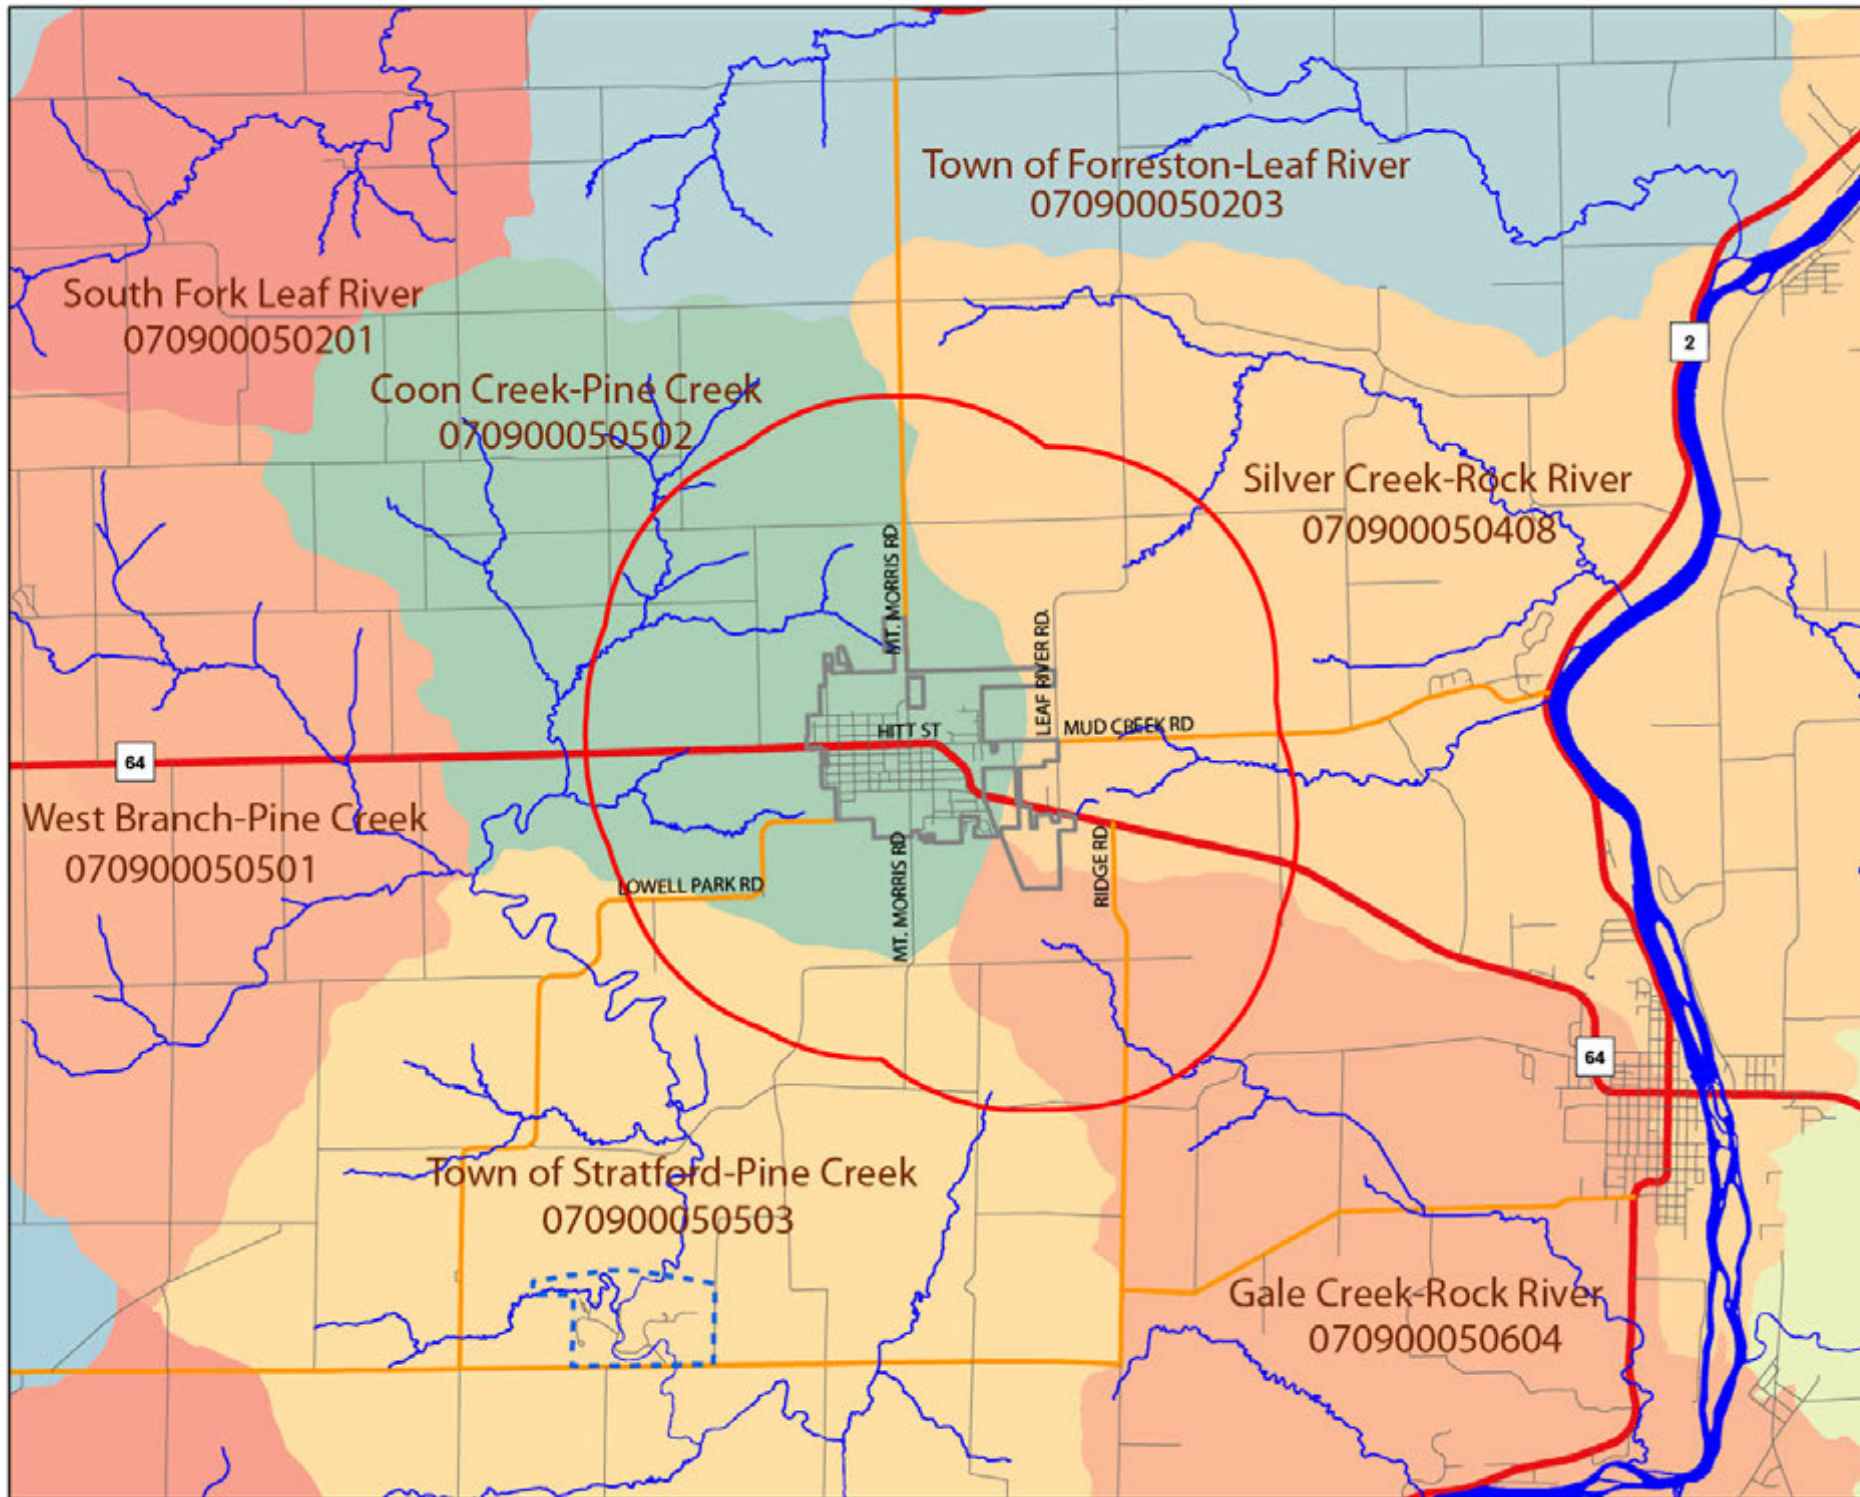 Town of Forreston-Leaf River
070900050203
South Fork Leaf River
070900050201
2
Coon Creek-Pine Creek
070900050502
Silver Creek-Rock River
070900050408
MT. MORRIS RD
LEAF RIVER RD.
HITT ST
MUD CREEK RD
64
West Branch-Pine Creek
070900050501
LOWELL PARK RD
MT. MORRIS RD
RIDGE RD
64
Town of Stratford-Pine Creek
070900050503
Gale Creek-Rock River
070900050604